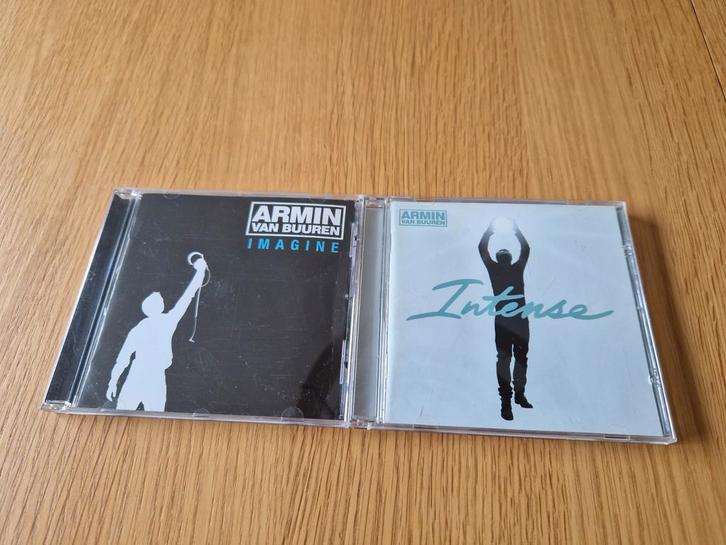 ARMIN
VAN BUUREN
IMAGINE
ARMIN
VAN BUUREN
Intense